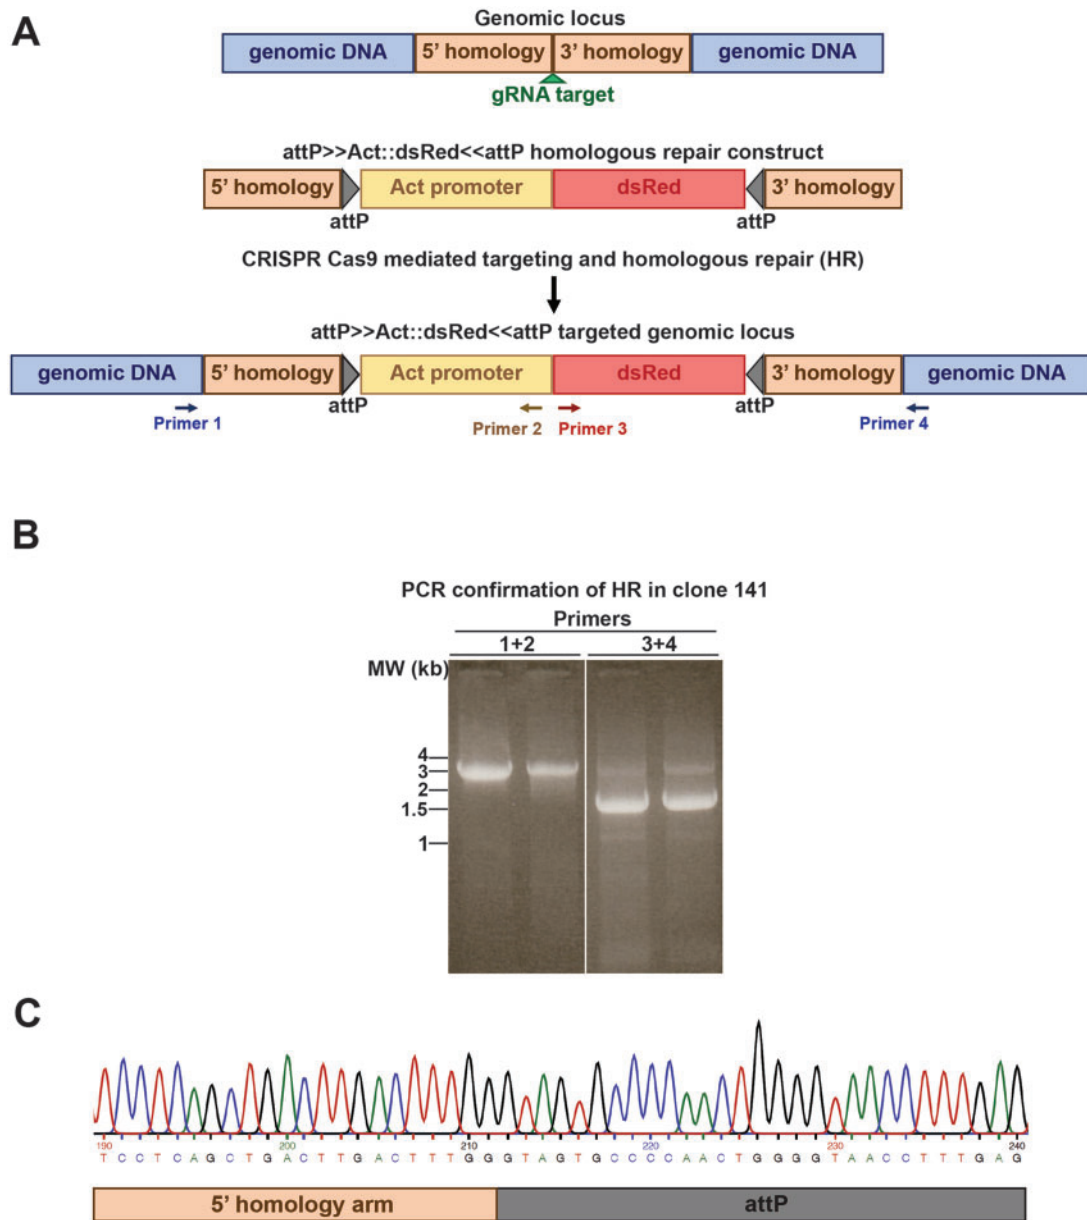 A
Genomic locus
genomic DNA 5' homology 3' homology genomic DNA
gRNA target
attP>>Act::dsRed<<attP homologous repair construct
5' homology Act promoter dsRed 3' homology
attP attP
CRISPR Cas9 mediated targeting and homologous repair (HR)
attP>>Act::dsRed<<attP targeted genomic locus
genomic DNA 5' homology Act promoter dsRed 3' homology genomic DNA
attP attP
Primer 1 Primer 2 Primer 3 Primer 4
B
PCR confirmation of HR in clone 141
Primers
1+2 3+4
MW (kb)
4
3
2
1.5
1
C
190 200 210 220 230 240
T C C T C A G C T G A C T T G A C T T T G G G T A G T G C C C C A A C T G G G G T A A C C T T T G A G
5' homology arm attP